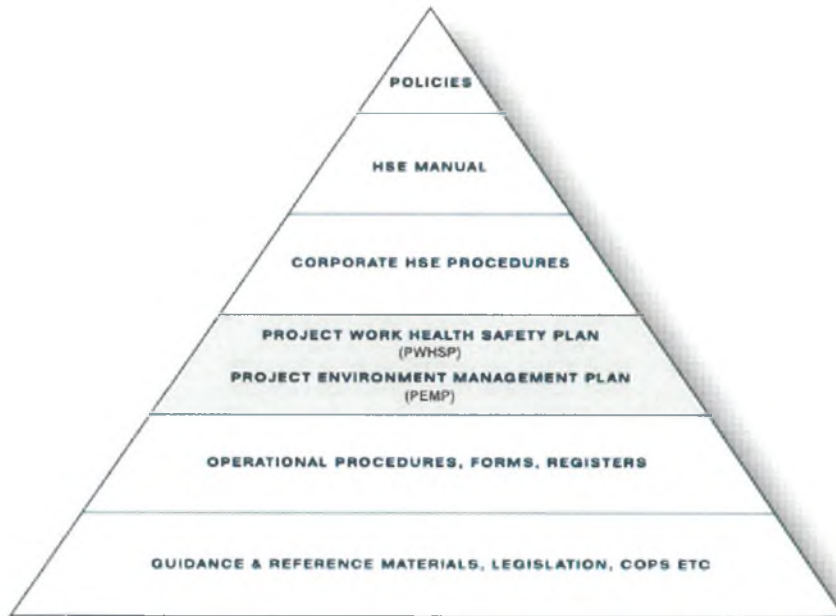 POLICIES
HSE MANUAL
CORPORATE HSE PROCEDURES
PROJECT WORK HEALTH SAFETY PLAN
(PWHSP)
PROJECT ENVIRONMENT MANAGEMENT PLAN
(PEMP)
OPERATIONAL PROCEDURES, FORMS, REGISTERS
GUIDANCE & REFERENCE MATERIALS, LEGISLATION, COPS ETC